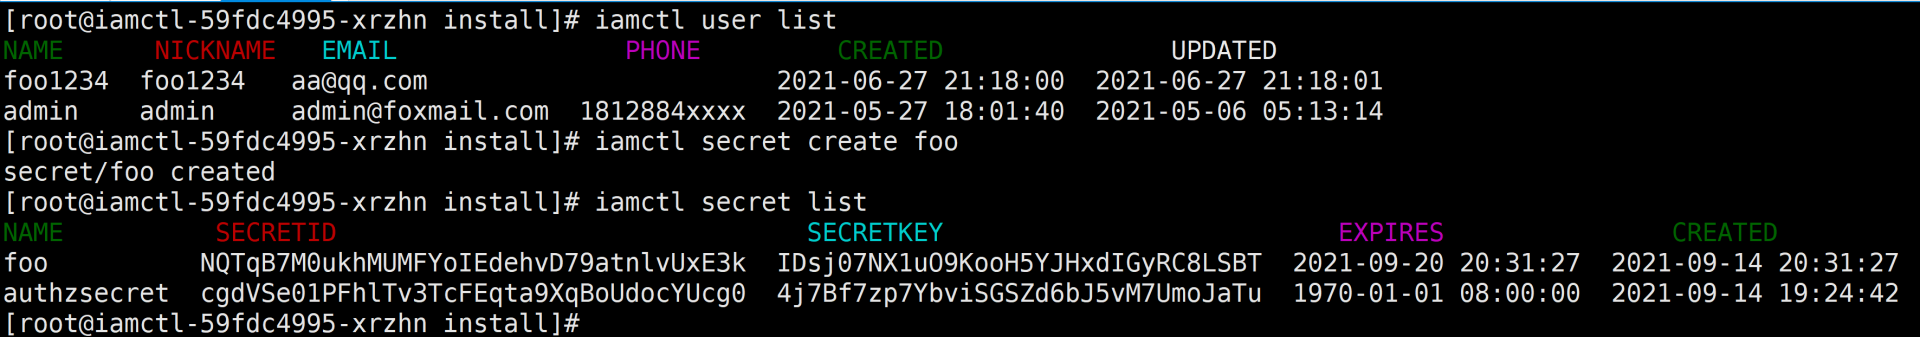 [root@iamctl-59fdc4995-xrzhn install]# iamctl user list
NAME NICKNAME EMAIL PHONE CREATED UPDATED
foo1234 foo1234 aa@qq.com 2021-06-27 21:18:00 2021-06-27 21:18:01
admin admin admin@foxmail.com 1812884xxxx 2021-05-27 18:01:40 2021-05-06 05:13:14
[root@iamctl-59fdc4995-xrzhn install]# iamctl secret create foo
secret/foo created
[root@iamctl-59fdc4995-xrzhn install]# iamctl secret list
NAME SECRETID SECRETKEY EXPIRES CREATED
foo NQTqB7M0ukhMUMFYoIEdehvD79atnlvUxE3k IDsj07NX1uO9KooH5YJHxdIGyRC8LSBT 2021-09-20 20:31:27 2021-09-14 20:31:27
authzsecret cgdVSe01PFhlTv3TcFEqta9XqBoUdocYUcg0 4j7Bf7zp7YbviSGSZd6bJ5vM7UmoJaTu 1970-01-01 08:00:00 2021-09-14 19:24:42
[root@iamctl-59fdc4995-xrzhn install]#